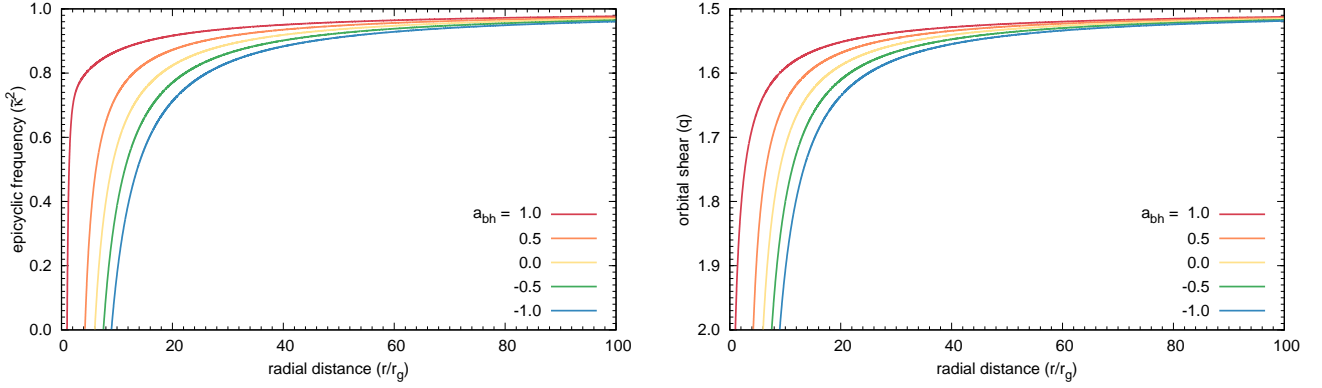 1.0
0.8
0.6
0.4
0.2
0.0
epicyclic frequency (κ̃²)
a_bh = 1.0
0.5
0.0
-0.5
-1.0
0 20 40 60 80 100
radial distance (r/r_g)
1.5
1.6
1.7
1.8
1.9
2.0
orbital shear (q)
a_bh = 1.0
0.5
0.0
-0.5
-1.0
0 20 40 60 80 100
radial distance (r/r_g)